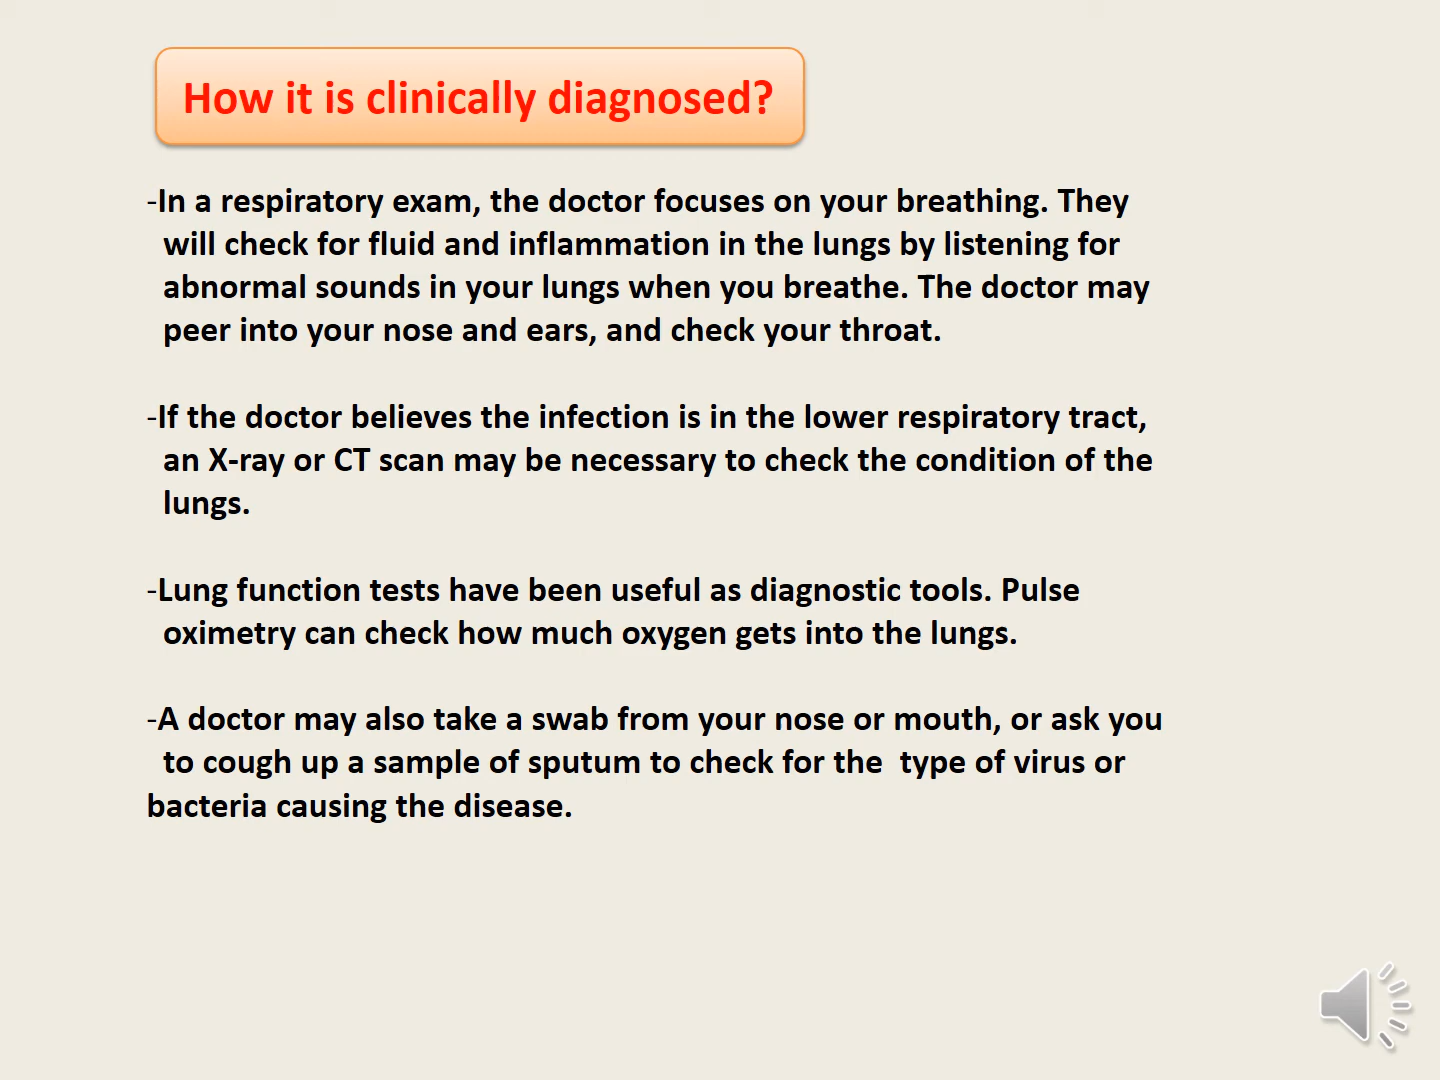 How it is clinically diagnosed?
-In a respiratory exam, the doctor focuses on your breathing. They
will check for fluid and inflammation in the lungs by listening for
abnormal sounds in your lungs when you breathe. The doctor may
peer into your nose and ears, and check your throat.
-If the doctor believes the infection is in the lower respiratory tract,
an X-ray or CT scan may be necessary to check the condition of the
lungs.
-Lung function tests have been useful as diagnostic tools. Pulse
oximetry can check how much oxygen gets into the lungs.
-A doctor may also take a swab from your nose or mouth, or ask you
to cough up a sample of sputum to check for the  type of virus or
bacteria causing the disease.